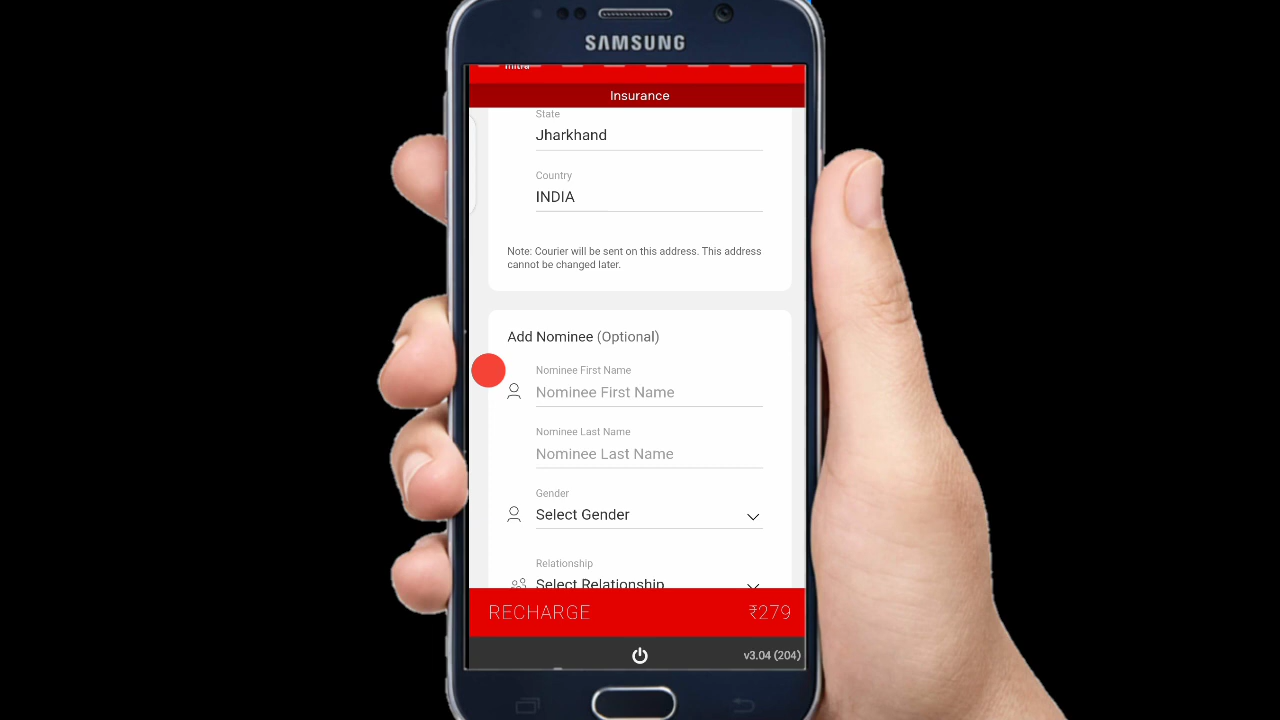 SAMSUNG
mitra
Insurance
State
Jharkhand
Country
INDIA
Note: Courier will be sent on this address. This address
cannot be changed later.
Add Nominee (Optional)
Nominee First Name
Nominee First Name
Nominee Last Name
Nominee Last Name
Gender
Select Gender
Relationship
Select Relationship
RECHARGE ₹279
v3.04 (204)